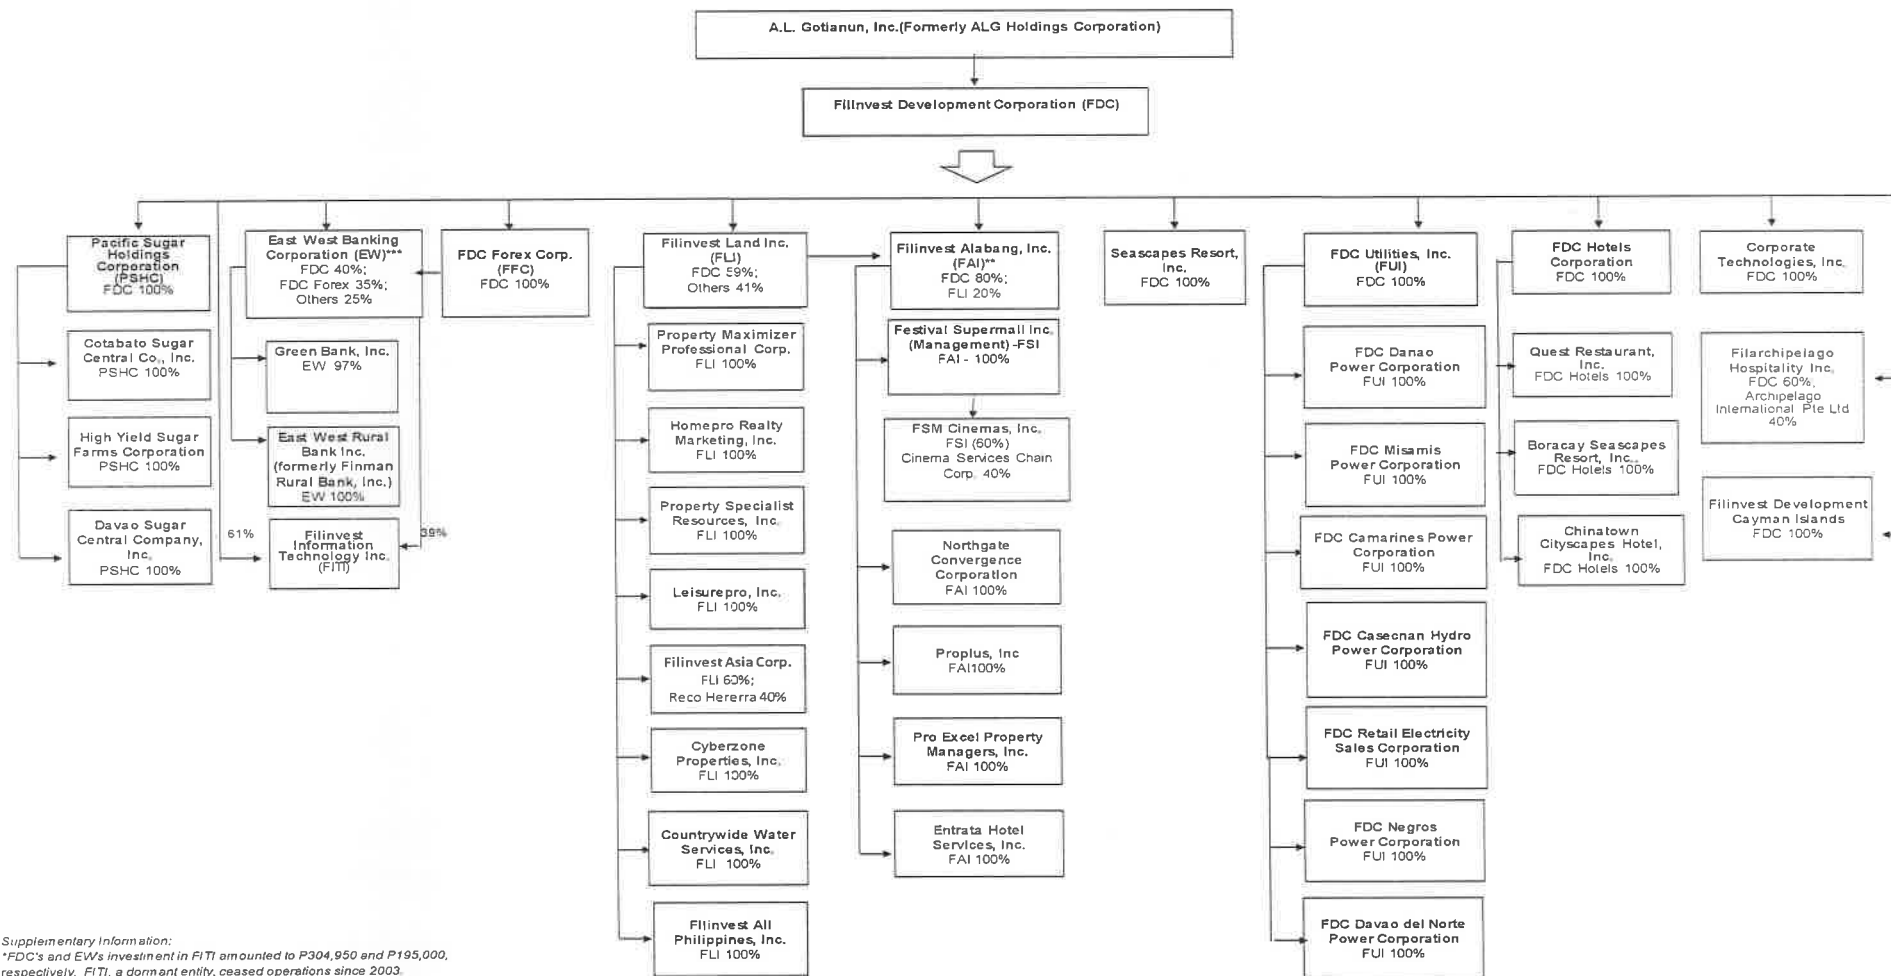 A.L. Gotianun, Inc.(Formerly ALG Holdings Corporation)
Filinvest Development Corporation (FDC)
Pacific Sugar
Holdings
Corporation
(PSHC)
FDC 100%
Cotabato Sugar
Central Co., Inc.
PSHC 100%
High Yield Sugar
Farms Corporation
PSHC 100%
Davao Sugar
Central Company,
Inc.
PSHC 100%
East West Banking
Corporation (EW)***
FDC 40%;
FDC Forex 35%;
Others 25%
Green Bank, Inc.
EW 97%
East West Rural
Bank Inc.
(formerly Finman
Rural Bank, Inc.)
EW 100%
61%
39%
Filinvest
Information
Technology Inc.
(FITI)
FDC Forex Corp.
(FFC)
FDC 100%
Filinvest Land Inc.
(FLI)
FDC 59%;
Others 41%
Property Maximizer
Professional Corp.
FLI 100%
Homepro Realty
Marketing, Inc.
FLI 100%
Property Specialist
Resources, Inc.
FLI 100%
Leisurepro, Inc.
FLI 100%
Filinvest Asia Corp.
FLI 60%;
Reco Hererra 40%
Cyberzone
Properties, Inc.
FLI 100%
Countrywide Water
Services, Inc.
FLI 100%
Filinvest All
Philippines, Inc.
FLI 100%
Filinvest Alabang, Inc.
(FAI)**
FDC 80%;
FLI 20%
Festival Supermall Inc.
(Management) -FSI
FAI - 100%
FSM Cinemas, Inc.
FSI (60%)
Cinema Services Chain
Corp. 40%
Northgate
Convergence
Corporation
FAI 100%
Proplus, Inc
FAI100%
Pro Excel Property
Managers, Inc.
FAI 100%
Entrata Hotel
Services, Inc.
FAI 100%
Seascapes Resort,
Inc.
FDC 100%
FDC Utilities, Inc.
(FUI)
FDC 100%
FDC Danao
Power Corporation
FUI 100%
FDC Misamis
Power Corporation
FUI 100%
FDC Camarines Power
Corporation
FUI 100%
FDC Casecnan Hydro
Power Corporation
FUI 100%
FDC Retail Electricity
Sales Corporation
FUI 100%
FDC Negros
Power Corporation
FUI 100%
FDC Davao del Norte
Power Corporation
FUI 100%
FDC Hotels
Corporation
FDC 100%
Quest Restaurant,
Inc.
FDC Hotels 100%
Boracay Seascapes
Resort, Inc.
FDC Hotels 100%
Chinatown
Cityscapes Hotel,
Inc.
FDC Hotels 100%
Corporate
Technologies, Inc.
FDC 100%
Filarchipelago
Hospitality Inc.
FDC 60%,
Archipelago
International Pte Ltd
40%
Filinvest Development
Cayman Islands
FDC 100%
Supplementary Information:
*FDC's and EWs investment in FITI amounted to P304,950 and P195,000,
respectively. FITI, a dormant entity, ceased operations since 2003.